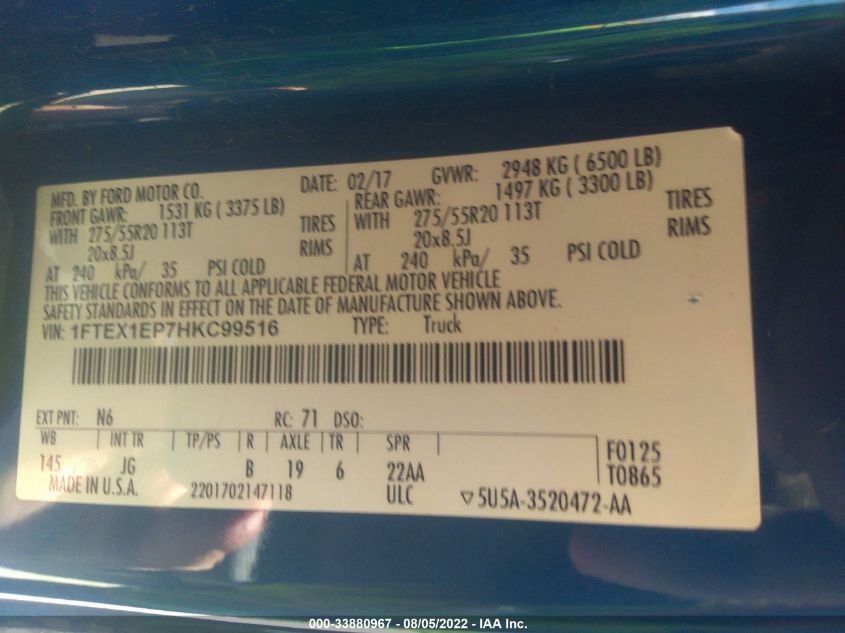 MFD. BY FORD MOTOR CO. DATE: 02/17 GVWR: 2948 KG ( 6500 LB)
FRONT GAWR: 1531 KG ( 3375 LB) REAR GAWR: 1497 KG ( 3300 LB)
WITH 275/55R20 113T TIRES WITH 275/55R20 113T TIRES
20x8.5J RIMS 20x8.5J RIMS
AT 240 kPa/ 35 PSI COLD AT 240 kPa/ 35 PSI COLD
THIS VEHICLE CONFORMS TO ALL APPLICABLE FEDERAL MOTOR VEHICLE
SAFETY STANDARDS IN EFFECT ON THE DATE OF MANUFACTURE SHOWN ABOVE.
VIN: 1FTEX1EP7HKC99516 TYPE: Truck
EXT PNT: N6 RC: 71 DSO:
WB INT TR TP/PS R AXLE TR SPR F0125
145 JG B 19 6 22AA T0865
MADE IN U.S.A. 2201702147118 ULC ▽5U5A-3520472-AA
000-33880967 - 08/05/2022 - IAA Inc.